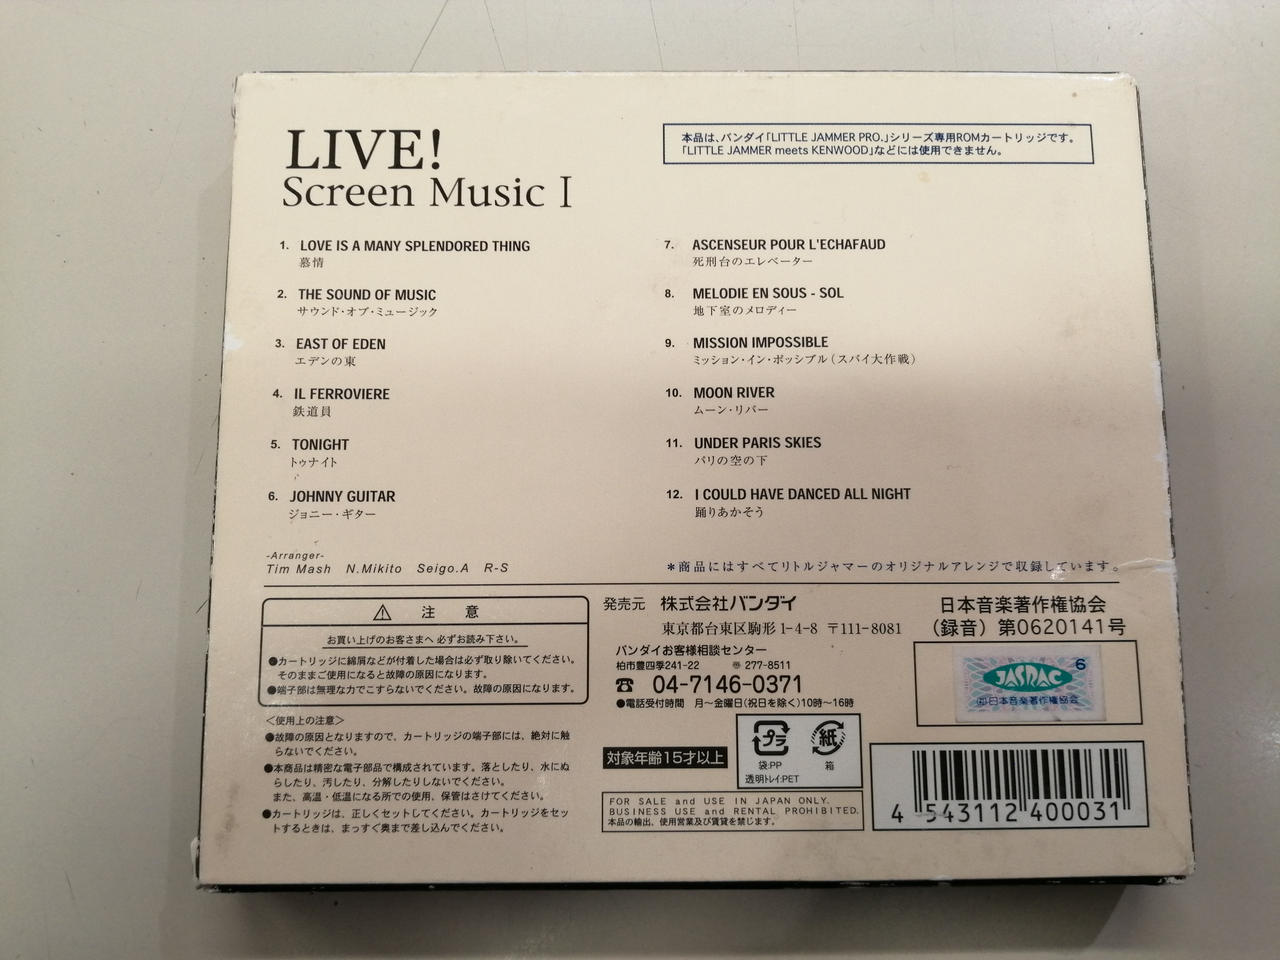 LIVE!
Screen Music I
本品は、バンダイ「LITTLE JAMMER PRO.」シリーズ専用ROMカートリッジです。
「LITTLE JAMMER meets KENWOOD」などには使用できません。
1. LOVE IS A MANY SPLENDORED THING
慕情
2. THE SOUND OF MUSIC
サウンド・オブ・ミュージック
3. EAST OF EDEN
エデンの東
4. IL FERROVIERE
鉄道員
5. TONIGHT
トゥナイト
6. JOHNNY GUITAR
ジョニー・ギター
7. ASCENSEUR POUR L'ECHAFAUD
死刑台のエレベーター
8. MELODIE EN SOUS - SOL
地下室のメロディー
9. MISSION IMPOSSIBLE
ミッション・イン・ポッシブル(スパイ大作戦)
10. MOON RIVER
ムーン・リバー
11. UNDER PARIS SKIES
パリの空の下
12. I COULD HAVE DANCED ALL NIGHT
踊りあかそう
-Arranger-
Tim Mash N.Mikito Seigo.A R-S
*商品にはすべてリトルジャマーのオリジナルアレンジで収録しています。
注 意
お買い上げのお客さまへ 必ずお読み下さい。
●カートリッジに綿屑などが付着した場合は必ず取り除いてください。
そのままご使用になると故障の原因になります。
●端子部は無理な力でこすらないでください。故障の原因になります。
<使用上の注意>
●故障の原因となりますので、カートリッジの端子部には、絶対に触
らないでください。
●本商品は精密な電子部品で構成されています。落としたり、水にぬ
らしたり、汚したり、分解したりしないでください。
また、高温・低温になる所での使用、保管はさけてください。
●カートリッジは、正しくセットしてください。カートリッジをセッ
トするときは、まっすぐ奥まで差し込んでください。
発売元 株式会社バンダイ
東京都台東区駒形1-4-8 〒111-8081
バンダイお客様相談センター
柏市豊四季241-22 〠 277-8511
☎ 04-7146-0371
●電話受付時間 月~金曜日(祝日を除く)10時~16時
対象年齢15才以上
プラ
袋:PP
透明トレイ:PET
紙
箱
FOR SALE and USE IN JAPAN ONLY.
BUSINESS USE and RENTAL PROHIBITED.
本品の輸出、使用営業及び賃貸を禁じます。
日本音楽著作権協会
(録音)第0620141号
6
JASRAC
日本音楽著作権協会
4 543112 400031